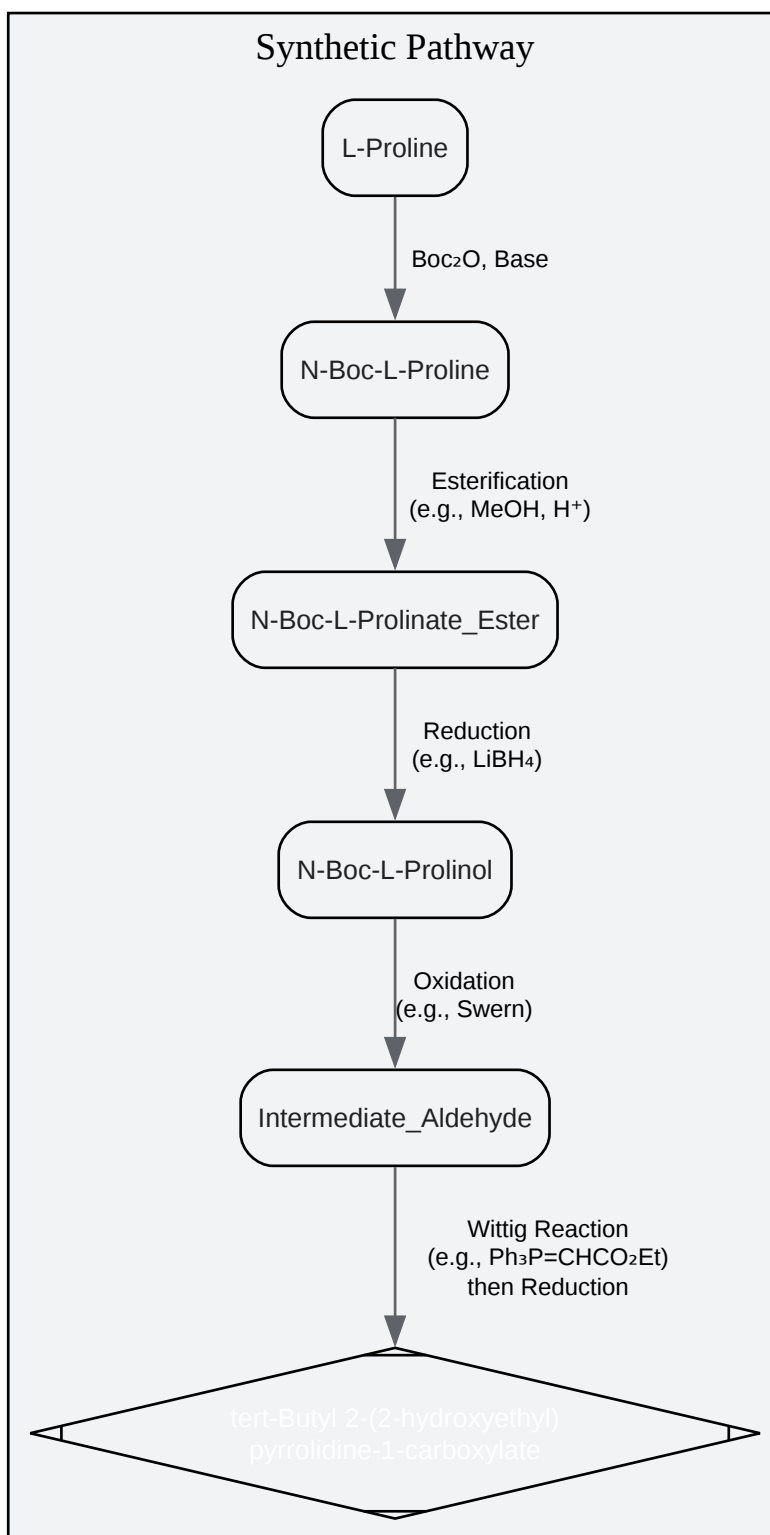 Synthetic Pathway
L-Proline
Boc₂O, Base
N-Boc-L-Proline
Esterification
(e.g., MeOH, H⁺)
N-Boc-L-Prolinate_Ester
Reduction
(e.g., LiBH₄)
N-Boc-L-Prolinol
Oxidation
(e.g., Swern)
Intermediate_Aldehyde
Wittig Reaction
(e.g., Ph₃P=CHCO₂Et)
then Reduction
tert-Butyl 2-(2-hydroxyethyl)
pyrrolidine-1-carboxylate